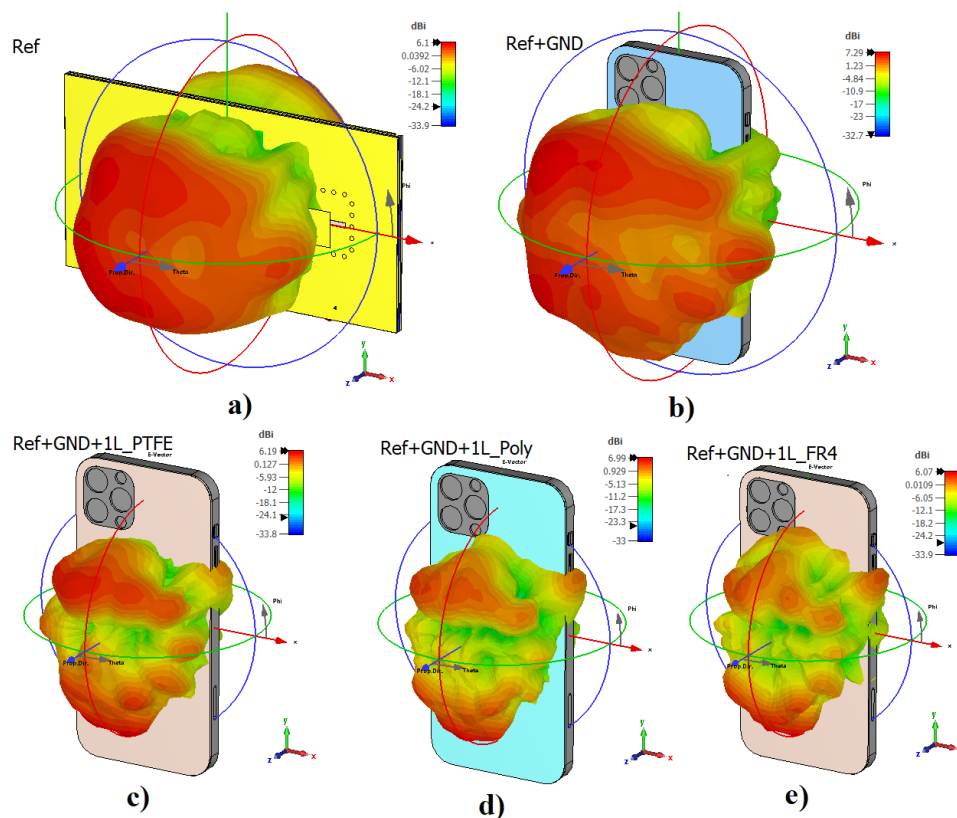 Ref
dBi
6.1
0.0392
-6.02
-12.1
-18.1
-24.2
-33.9
Phi
x
Prop.Dir.
Theta
4
y
z
x
a)
Ref+GND
dBi
7.29
1.23
-4.84
-10.9
-17
-23
-32.7
Phi
x
Prop.Dir.
Theta
y
z
x
b)
Ref+GND+1L_PTFE
E-Vector
dBi
6.19
0.127
-5.93
-12
-18.1
-24.1
-33.8
Phi
x
Prop.Dir.
Theta
y
z
x
c)
Ref+GND+1L_Poly
E-Vector
dBi
6.99
0.929
-5.13
-11.2
-17.3
-23.3
-33
Phi
x
Prop.Dir.
Theta
y
z
x
d)
Ref+GND+1L_FR4
E-Vector
dBi
6.07
0.0109
-6.05
-12.1
-18.2
-24.2
-33.9
Phi
x
Prop.Dir.
Theta
y
z
x
e)